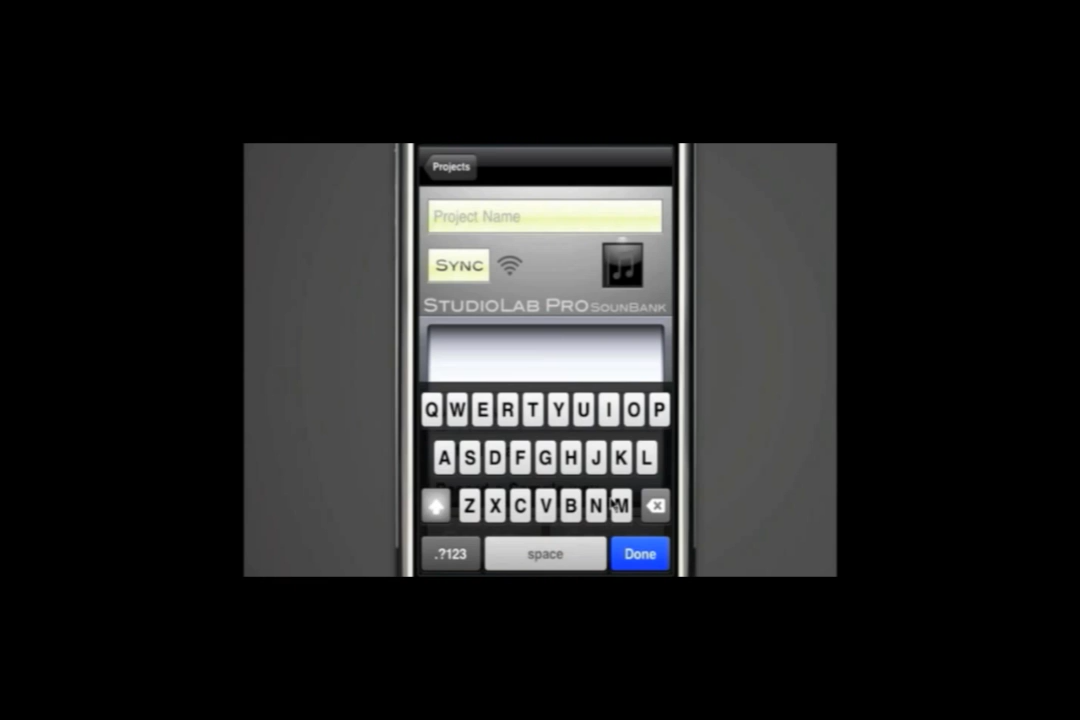 Projects
Project Name
SYNC
STUDIOLAB PRO SOUNBANK
Q W E R T Y U I O P
A S D F G H J K L
Z X C V B N M
.?123 space Done